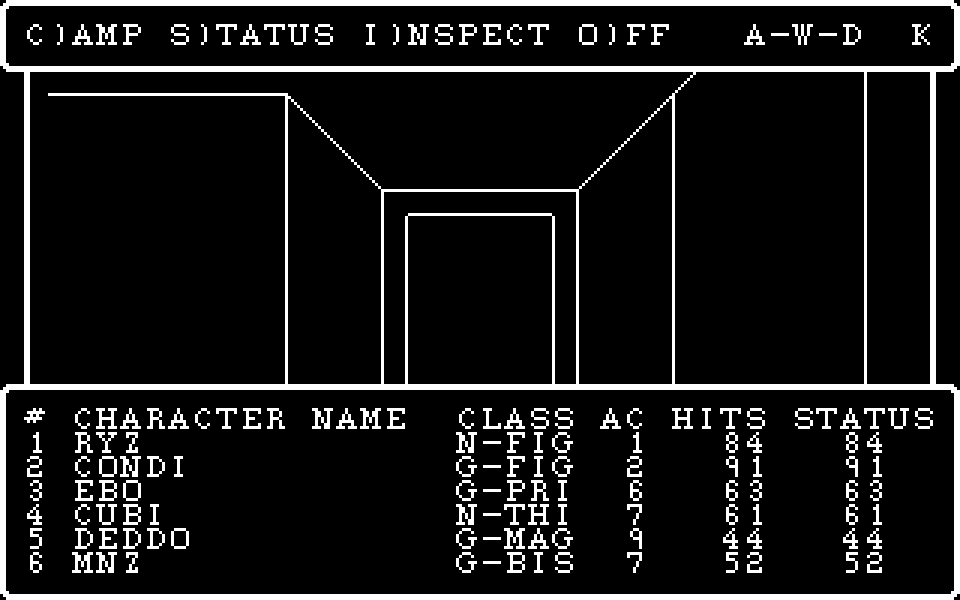 C)AMP S)TATUS I)NSPECT O)FF A-W-D K
# CHARACTER NAME CLASS AC HITS STATUS
1 RYZ N-FIG 1 84 84
2 CONDI G-FIG 2 91 91
3 EBO G-PRI 6 63 63
4 CUBI N-THI 7 61 61
5 DEDDO G-MAG 9 44 44
6 MNZ G-BIS 7 52 52